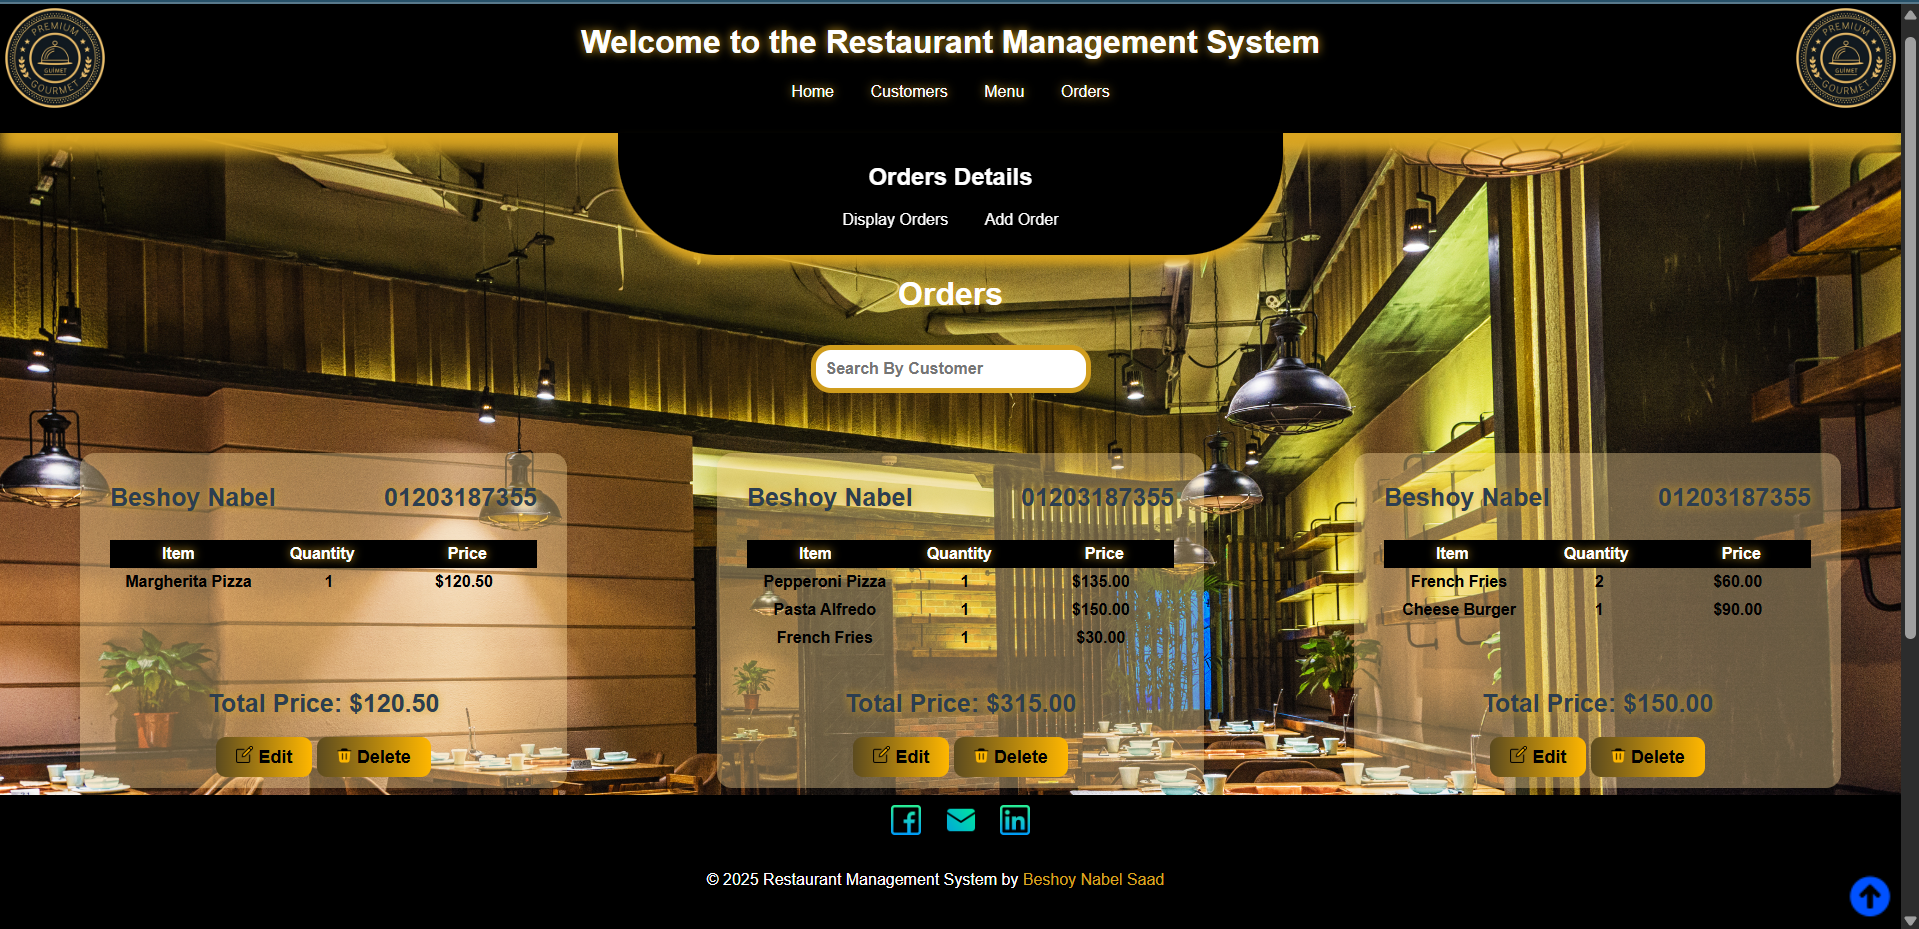 PREMIUM
GUIMET
GOURMET
Welcome to the Restaurant Management System
PREMIUM
GUIMET
GOURMET
Home Customers Menu Orders
Orders Details
Display Orders Add Order
Orders
Search By Customer
Beshoy Nabel 01203187355
Item Quantity Price
Margherita Pizza 1 $120.50
Total Price: $120.50
Edit Delete
Beshoy Nabel 01203187355
Item Quantity Price
Pepperoni Pizza 1 $135.00
Pasta Alfredo 1 $150.00
French Fries 1 $30.00
Total Price: $315.00
Edit Delete
Beshoy Nabel 01203187355
Item Quantity Price
French Fries 2 $60.00
Cheese Burger 1 $90.00
Total Price: $150.00
Edit Delete
© 2025 Restaurant Management System by Beshoy Nabel Saad